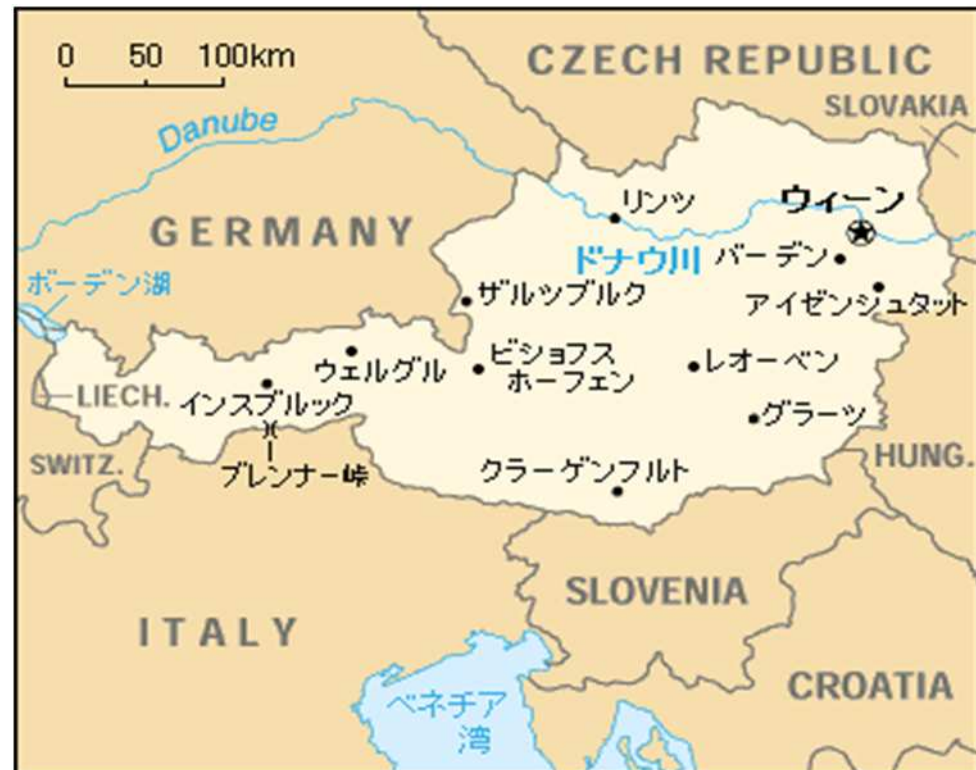 0 50 100km
CZECH REPUBLIC
SLOVAKIA
Danube
GERMANY
リンツ
ウィーン
ドナウ川
バーデン
ボーデン湖
ザルツブルク
アイゼンシュタット
ウェルグル
ビショフス
ホーフェン
レオーベン
LIECH.
インスブルック
グラーツ
SWITZ.
ブレンナー峠
クラーゲンフルト
HUNG.
SLOVENIA
ITALY
CROATIA
ベネチア
湾